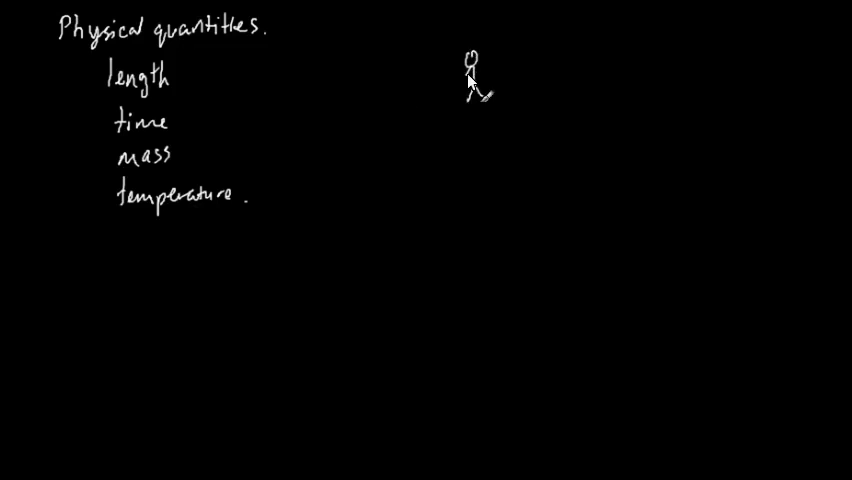 Physical quantities.
length
time
mass
temperature.